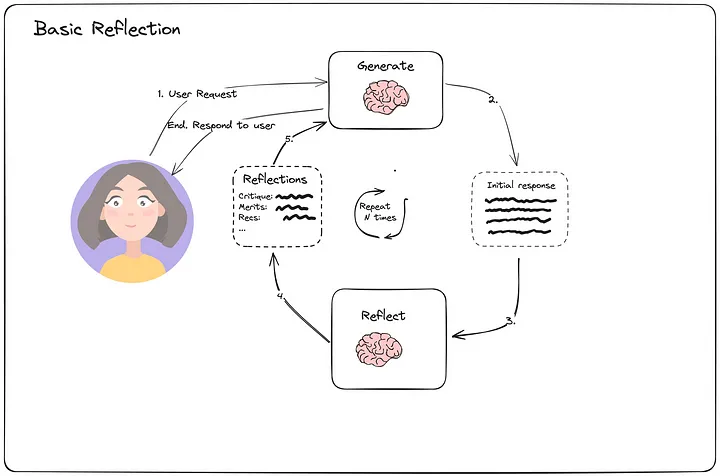 Basic Reflection
Generate
1. User Request
2.
End. Respond to user
5.
Reflections
Critique:
Merits:
Recs:
...
Repeat
N times
Initial response
4.
3.
Reflect